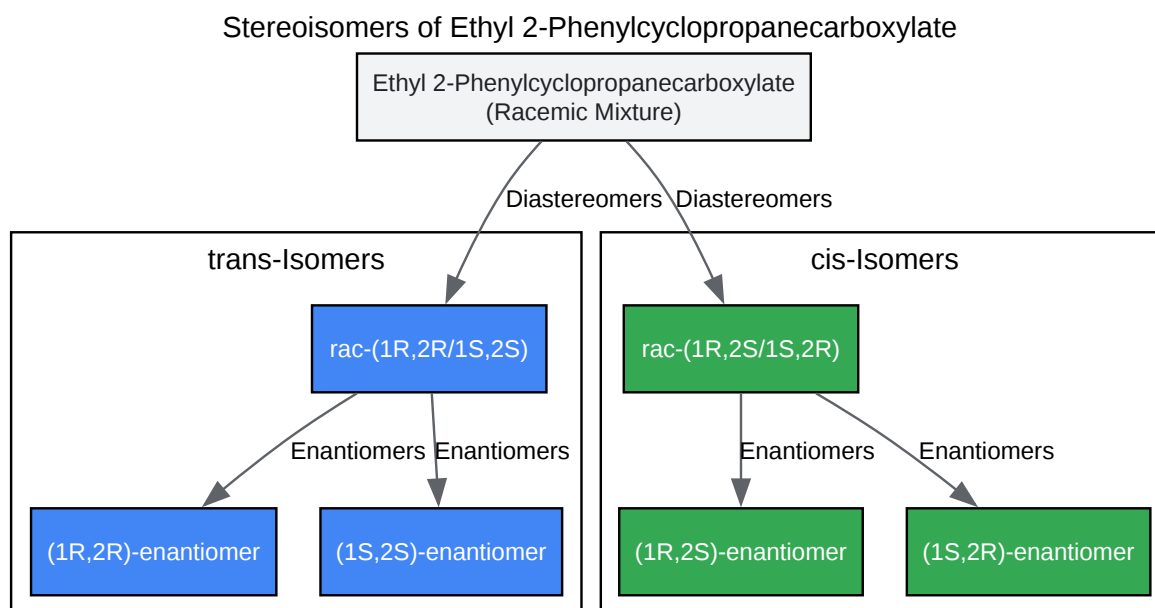 Stereoisomers of Ethyl 2-Phenylcyclopropanecarboxylate
Ethyl 2-Phenylcyclopropanecarboxylate
(Racemic Mixture)
Diastereomers
Diastereomers
trans-Isomers
cis-Isomers
rac-(1R,2R/1S,2S)
rac-(1R,2S/1S,2R)
Enantiomers
Enantiomers
Enantiomers
Enantiomers
(1R,2R)-enantiomer
(1S,2S)-enantiomer
(1R,2S)-enantiomer
(1S,2R)-enantiomer